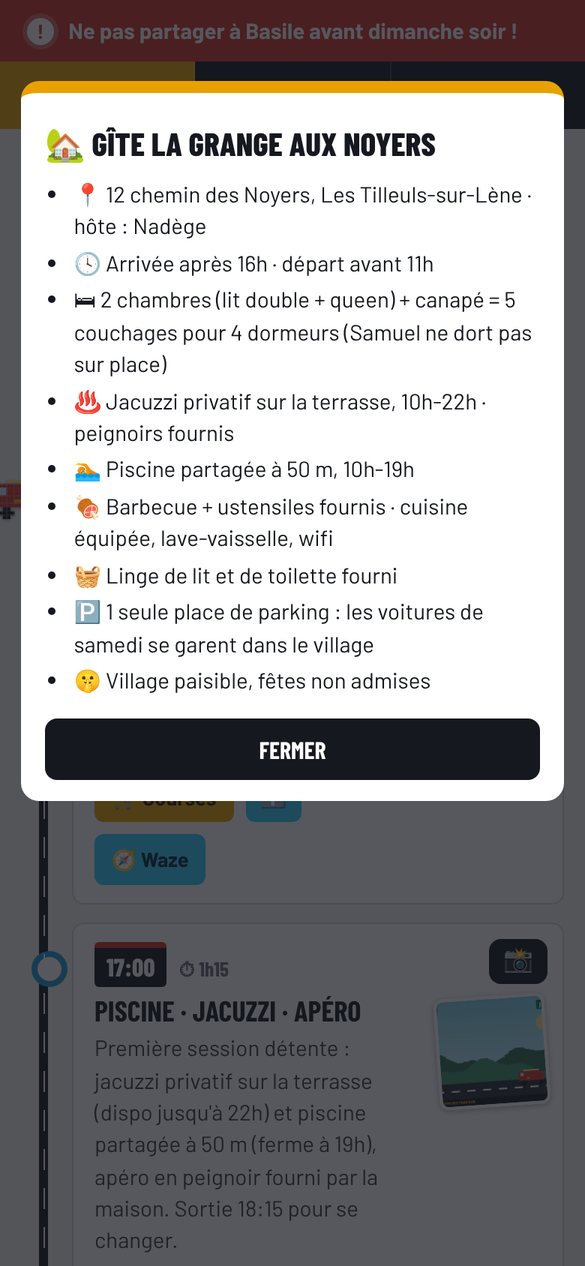 ! Ne pas partager à Basile avant dimanche soir !
🏡 GÎTE LA GRANGE AUX NOYERS
• 📍 12 chemin des Noyers, Les Tilleuls-sur-Lène ·
hôte : Nadège
• 🕓 Arrivée après 16h · départ avant 11h
• 🛏 2 chambres (lit double + queen) + canapé = 5
couchages pour 4 dormeurs (Samuel ne dort pas
sur place)
• ♨️ Jacuzzi privatif sur la terrasse, 10h-22h ·
peignoirs fournis
• 🏊 Piscine partagée à 50 m, 10h-19h
• 🍖 Barbecue + ustensiles fournis · cuisine
équipée, lave-vaisselle, wifi
• 🧺 Linge de lit et de toilette fourni
• 🅿️ 1 seule place de parking : les voitures de
samedi se garent dans le village
• 🤫 Village paisible, fêtes non admises
FERMER
Courses
🧭 Waze
17:00 ⏱ 1h15
PISCINE · JACUZZI · APÉRO
Première session détente :
jacuzzi privatif sur la terrasse
(dispo jusqu'à 22h) et piscine
partagée à 50 m (ferme à 19h),
apéro en peignoir fourni par la
maison. Sortie 18:15 pour se
changer.